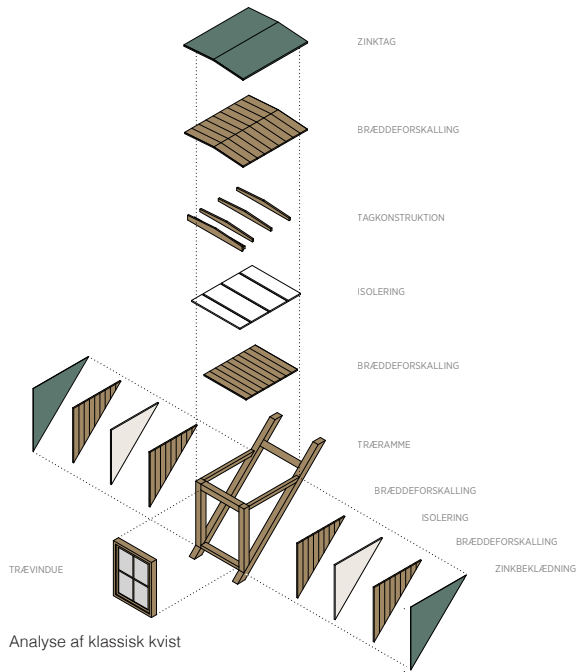 ZINKTAG
BRÆDDEFORSKALLING
TAGKONSTRUKTION
ISOLERING
BRÆDDEFORSKALLING
TRÆRAMME
BRÆDDEFORSKALLING
ISOLERING
BRÆDDEFORSKALLING
ZINKBEKLÆDNING
TRÆVINDUE
Analyse af klassisk kvist